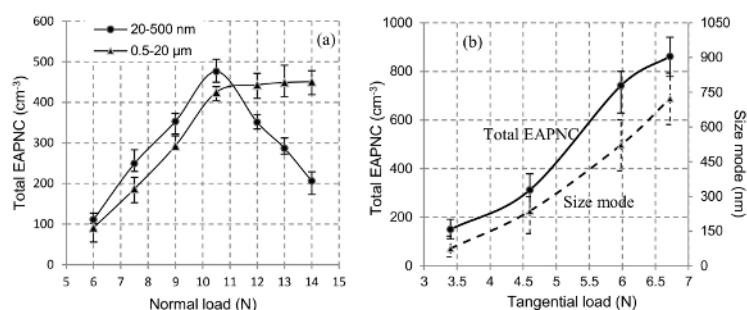 20-500 nm
0.5-20 µm
(a)
Total EAPNC (cm⁻³)
600
500
400
300
200
100
0
5 6 7 8 9 10 11 12 13 14 15
Normal load (N)
(b)
Total EAPNC
Size mode
Total EAPNC (cm⁻³)
1000
800
600
400
200
0
3 3.5 4 4.5 5 5.5 6 6.5 7
Tangential load (N)
1050
900
750
600
450
300
150
0
Size mode (nm)